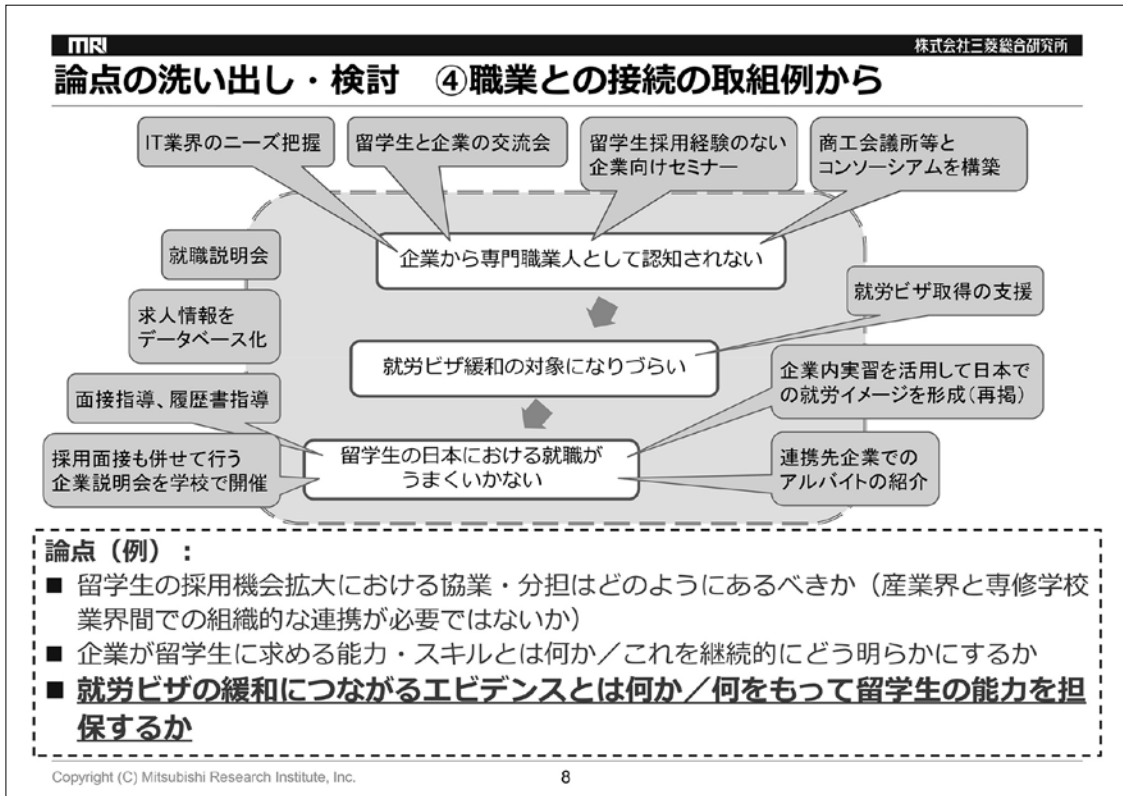 MRI
株式会社三菱総合研究所
論点の洗い出し・検討　④職業との接続の取組例から
IT業界のニーズ把握
留学生と企業の交流会
留学生採用経験のない
企業向けセミナー
商工会議所等と
コンソーシアムを構築
企業から専門職業人として認知されない
就職説明会
就労ビザ取得の支援
求人情報を
データベース化
就労ビザ緩和の対象になりづらい
企業内実習を活用して日本で
の就労イメージを形成（再掲）
面接指導、履歴書指導
留学生の日本における就職が
うまくいかない
採用面接も併せて行う
企業説明会を学校で開催
連携先企業での
アルバイトの紹介
論点（例）：
■ 留学生の採用機会拡大における協業・分担はどのようにあるべきか（産業界と専修学校
業界間での組織的な連携が必要ではないか）
■ 企業が留学生に求める能力・スキルとは何か／これを継続的にどう明らかにするか
■ 就労ビザの緩和につながるエビデンスとは何か／何をもって留学生の能力を担
保するか
Copyright (C) Mitsubishi Research Institute, Inc.
8